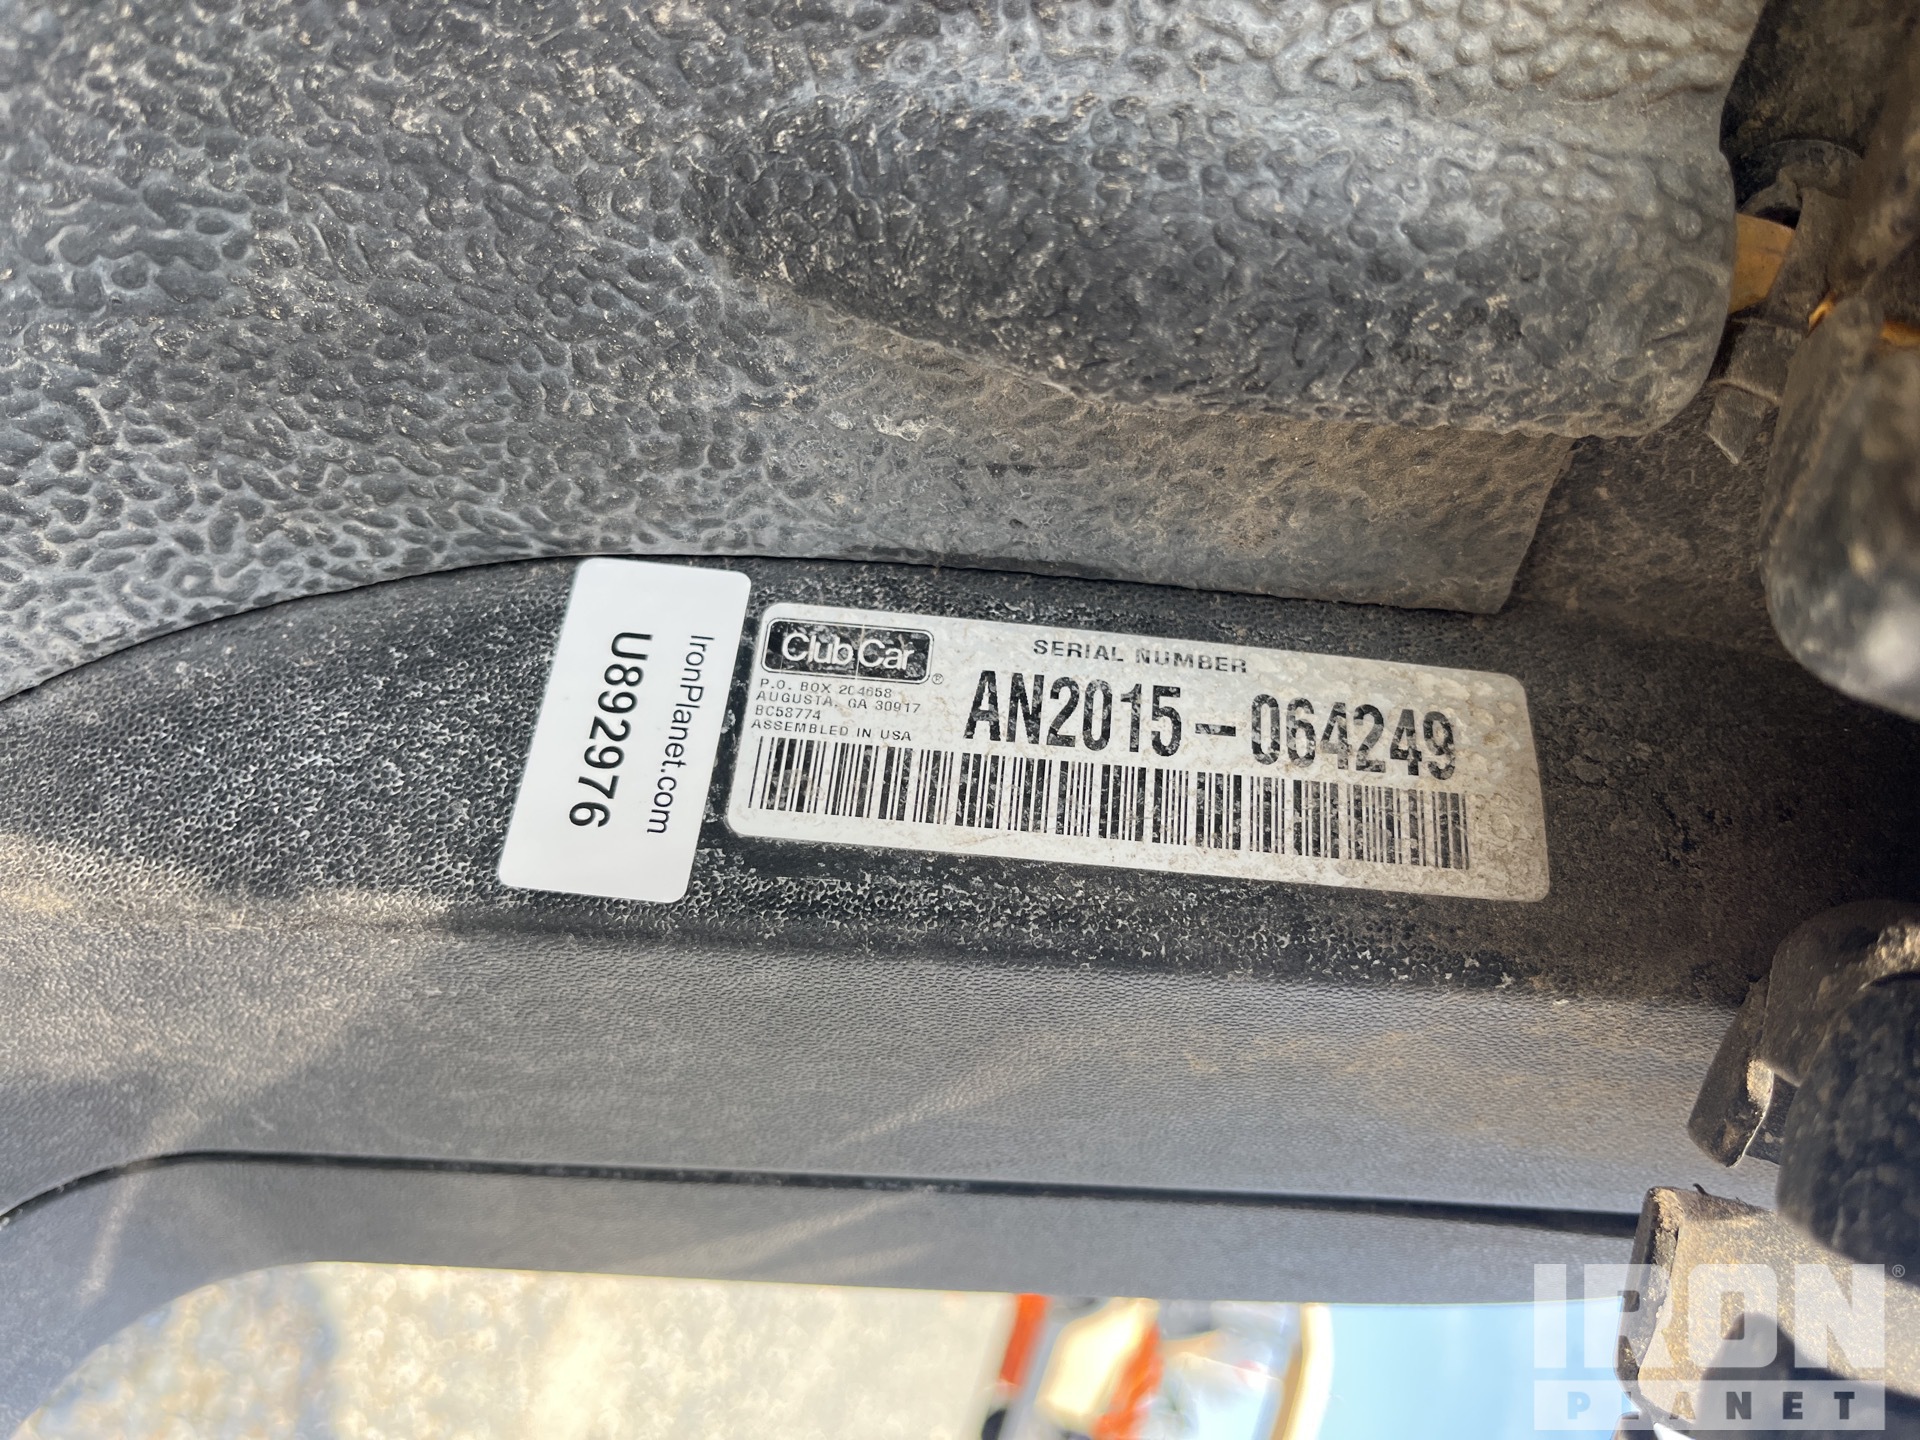 IronPlanet.com
U892976
Club Car®
P.O. BOX 204658
AUGUSTA, GA 30917
BC58774
ASSEMBLED IN USA
SERIAL NUMBER
AN2015-064249
IRON®
PLANET